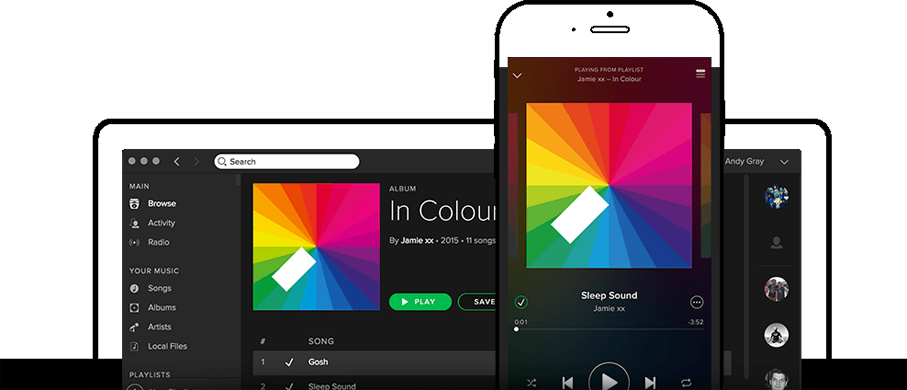 PLAYING FROM PLAYLIST
Jamie xx – In Colour
Search
Andy Gray
MAIN
Browse
Activity
Radio
YOUR MUSIC
Songs
Albums
Artists
Local Files
PLAYLISTS
ALBUM
In Colour
By Jamie xx • 2015 • 11 songs
PLAY
SAVE
# SONG
1 Gosh
2 Sleep Sound
Sleep Sound
Jamie xx
0:01
-3:52